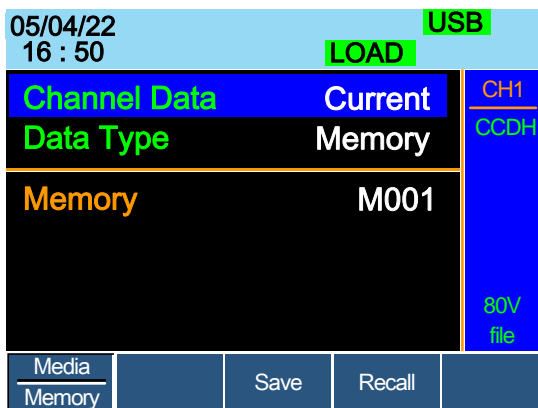 05/04/22 USB
16 : 50 LOAD
Channel Data Current
Data Type Memory
Memory M001
CH1
CCDH
80V
file
Media
Memory
Save
Recall